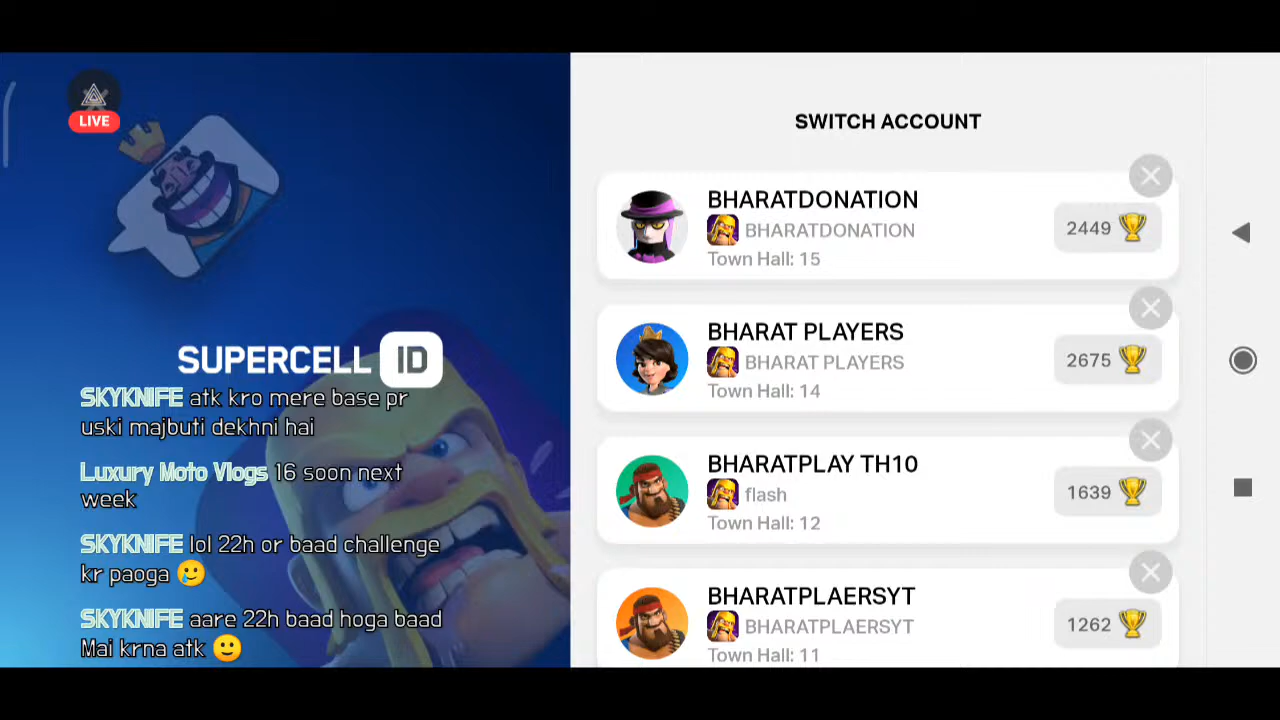 LIVE
SUPERCELL ID
SKYKNIFE atk kro mere base pr
uski majbuti dekhni hai
Luxury Moto Vlogs 16 soon next
week
SKYKNIFE lol 22h or baad challenge
kr paoga 🥲
SKYKNIFE aare 22h baad hoga baad
Mai krna atk 🙂
SWITCH ACCOUNT
BHARATDONATION
BHARATDONATION
Town Hall: 15
2449
BHARAT PLAYERS
BHARAT PLAYERS
Town Hall: 14
2675
BHARATPLAY TH10
flash
Town Hall: 12
1639
BHARATPLAERSYT
BHARATPLAERSYT
Town Hall: 11
1262